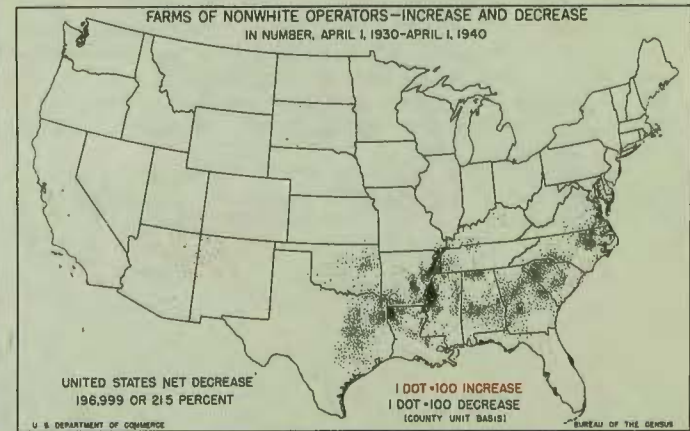 FARMS OF NONWHITE OPERATORS—INCREASE AND DECREASE
IN NUMBER, APRIL 1, 1930-APRIL 1, 1940
UNITED STATES NET DECREASE
196,999 OR 21.5 PERCENT
1 DOT=100 INCREASE
1 DOT=100 DECREASE
(COUNTY UNIT BASIS)
U. S. DEPARTMENT OF COMMERCE
BUREAU OF THE CENSUS